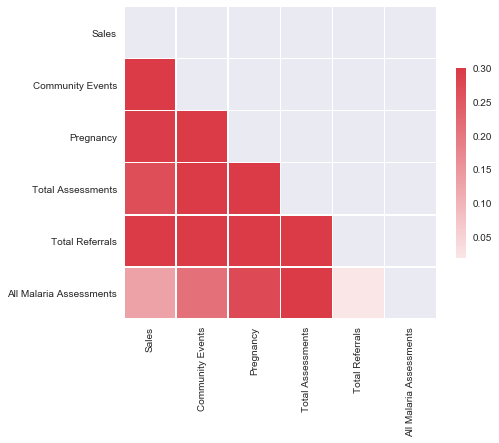 Sales
Community Events
Pregnancy
Total Assessments
Total Referrals
All Malaria Assessments
0.30
0.25
0.20
0.15
0.10
0.05
Sales
Community Events
Pregnancy
Total Assessments
Total Referrals
All Malaria Assessments